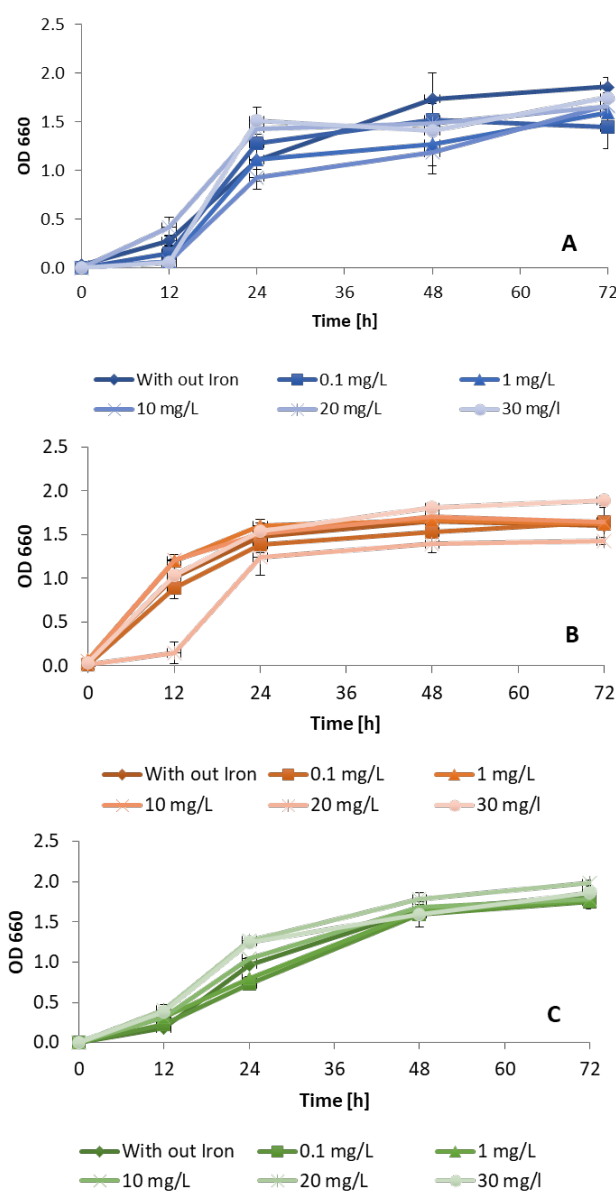 2.5
2.0
1.5
1.0
0.5
0.0
OD 660
A
0 12 24 36 48 60 72
Time [h]
With out Iron 0.1 mg/L 1 mg/L
10 mg/L 20 mg/L 30 mg/l
2.5
2.0
1.5
1.0
0.5
0.0
OD 660
B
0 12 24 36 48 60 72
Time [h]
With out Iron 0.1 mg/L 1 mg/L
10 mg/L 20 mg/L 30 mg/l
2.5
2.0
1.5
1.0
0.5
0.0
OD 660
C
0 12 24 36 48 60 72
Time [h]
With out Iron 0.1 mg/L 1 mg/L
10 mg/L 20 mg/L 30 mg/l